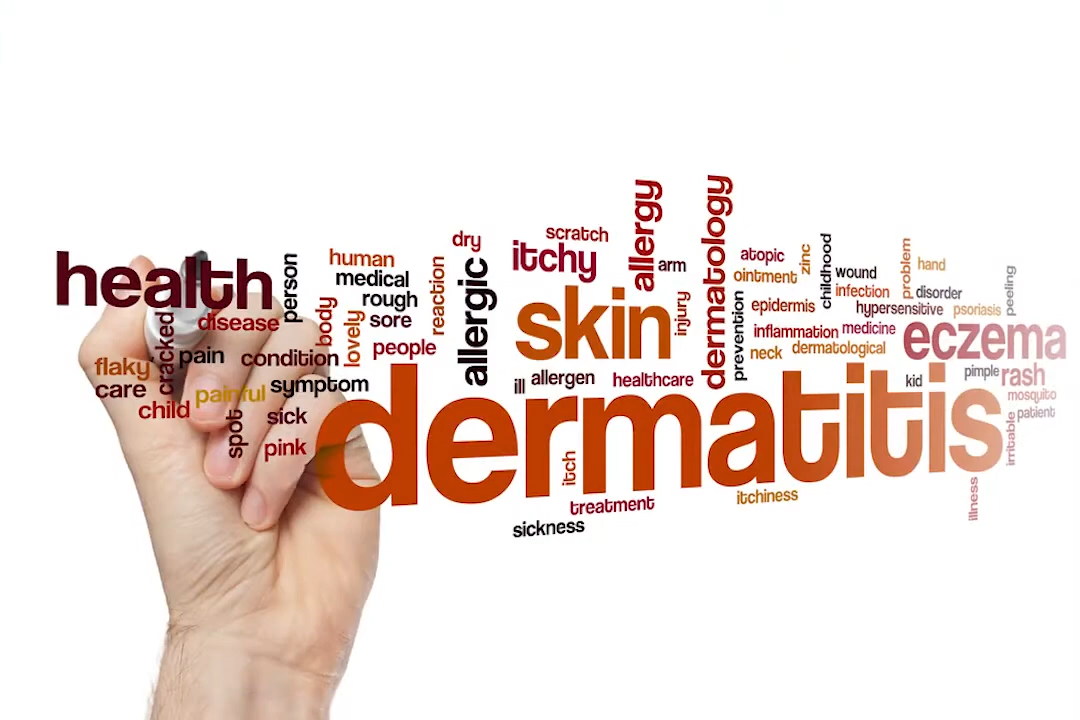 health
person
human
medical
rough
sore
body
lovely
people
reaction
dry
allergic
scratch
itchy
allergy
arm
dermatology
atopic
zinc
ointment
childhood
wound
infection
problem
hand
disorder
hypersensitive
psoriasis
peeling
disease
cracked
pain
condition
flaky
care
painful
symptom
child
spot
sick
pink
skin
injury
prevention
epidermis
inflammation
medicine
neck
dermatological
eczema
ill
allergen
healthcare
kid
pimple
rash
mosquito
patient
irritable
dermatitis
itch
treatment
sickness
itchiness
illness